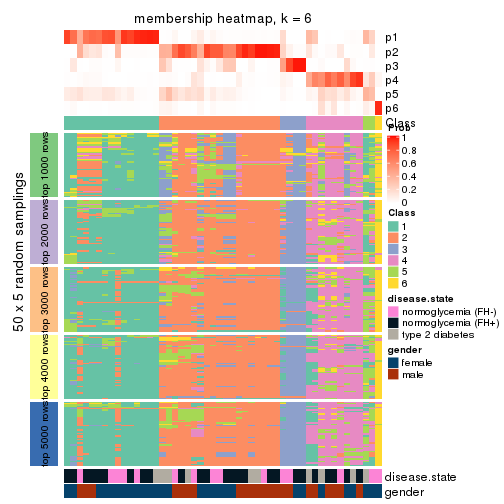 membership heatmap, k = 6
p1
p2
p3
p4
p5
p6
Class
Prob
1
0.8
0.6
0.4
0.2
0
Class
1
2
3
4
5
6
disease.state
normoglycemia (FH-)
normoglycemia (FH+)
type 2 diabetes
gender
female
male
50 x 5 random samplings
top 1000 rows
top 2000 rows
top 3000 rows
top 4000 rows
top 5000 rows
disease.state
gender